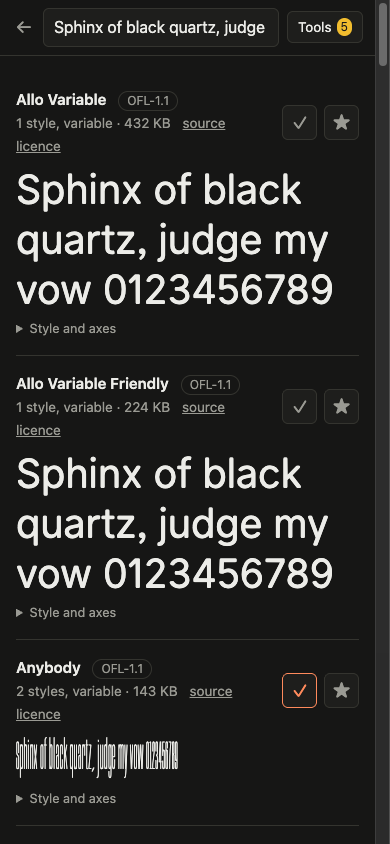 Sphinx of black quartz, judge
Tools 5
Allo Variable OFL-1.1
1 style, variable · 432 KB source
licence
Sphinx of black
quartz, judge my
vow 0123456789
Style and axes
Allo Variable Friendly OFL-1.1
1 style, variable · 224 KB source
licence
Sphinx of black
quartz, judge my
vow 0123456789
Style and axes
Anybody OFL-1.1
2 styles, variable · 143 KB source
licence
Sphinx of black quartz, judge my vow 0123456789
Style and axes